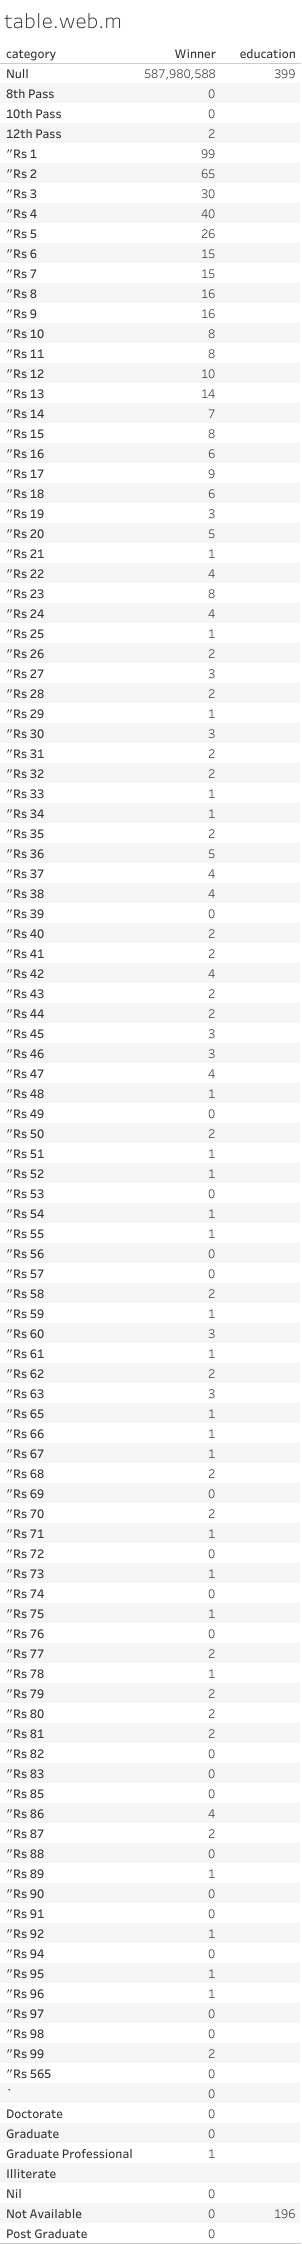 table.web.m
category Winner education
Null 587,980,588 399
8th Pass 0
10th Pass 0
12th Pass 2
"Rs 1 99
"Rs 2 65
"Rs 3 30
"Rs 4 40
"Rs 5 26
"Rs 6 15
"Rs 7 15
"Rs 8 16
"Rs 9 16
"Rs 10 8
"Rs 11 8
"Rs 12 10
"Rs 13 14
"Rs 14 7
"Rs 15 8
"Rs 16 6
"Rs 17 9
"Rs 18 6
"Rs 19 3
"Rs 20 5
"Rs 21 1
"Rs 22 4
"Rs 23 8
"Rs 24 4
"Rs 25 1
"Rs 26 2
"Rs 27 3
"Rs 28 2
"Rs 29 1
"Rs 30 3
"Rs 31 2
"Rs 32 2
"Rs 33 1
"Rs 34 1
"Rs 35 2
"Rs 36 5
"Rs 37 4
"Rs 38 4
"Rs 39 0
"Rs 40 2
"Rs 41 2
"Rs 42 4
"Rs 43 2
"Rs 44 2
"Rs 45 3
"Rs 46 3
"Rs 47 4
"Rs 48 1
"Rs 49 0
"Rs 50 2
"Rs 51 1
"Rs 52 1
"Rs 53 0
"Rs 54 1
"Rs 55 1
"Rs 56 0
"Rs 57 0
"Rs 58 2
"Rs 59 1
"Rs 60 3
"Rs 61 1
"Rs 62 2
"Rs 63 3
"Rs 65 1
"Rs 66 1
"Rs 67 1
"Rs 68 2
"Rs 69 0
"Rs 70 2
"Rs 71 1
"Rs 72 0
"Rs 73 1
"Rs 74 0
"Rs 75 1
"Rs 76 0
"Rs 77 2
"Rs 78 1
"Rs 79 2
"Rs 80 2
"Rs 81 2
"Rs 82 0
"Rs 83 0
"Rs 85 0
"Rs 86 4
"Rs 87 2
"Rs 88 0
"Rs 89 1
"Rs 90 0
"Rs 91 0
"Rs 92 1
"Rs 94 0
"Rs 95 1
"Rs 96 1
"Rs 97 0
"Rs 98 0
"Rs 99 2
"Rs 565 0
` 0
Doctorate 0
Graduate 0
Graduate Professional 1
Illiterate
Nil 0
Not Available 0 196
Post Graduate 0